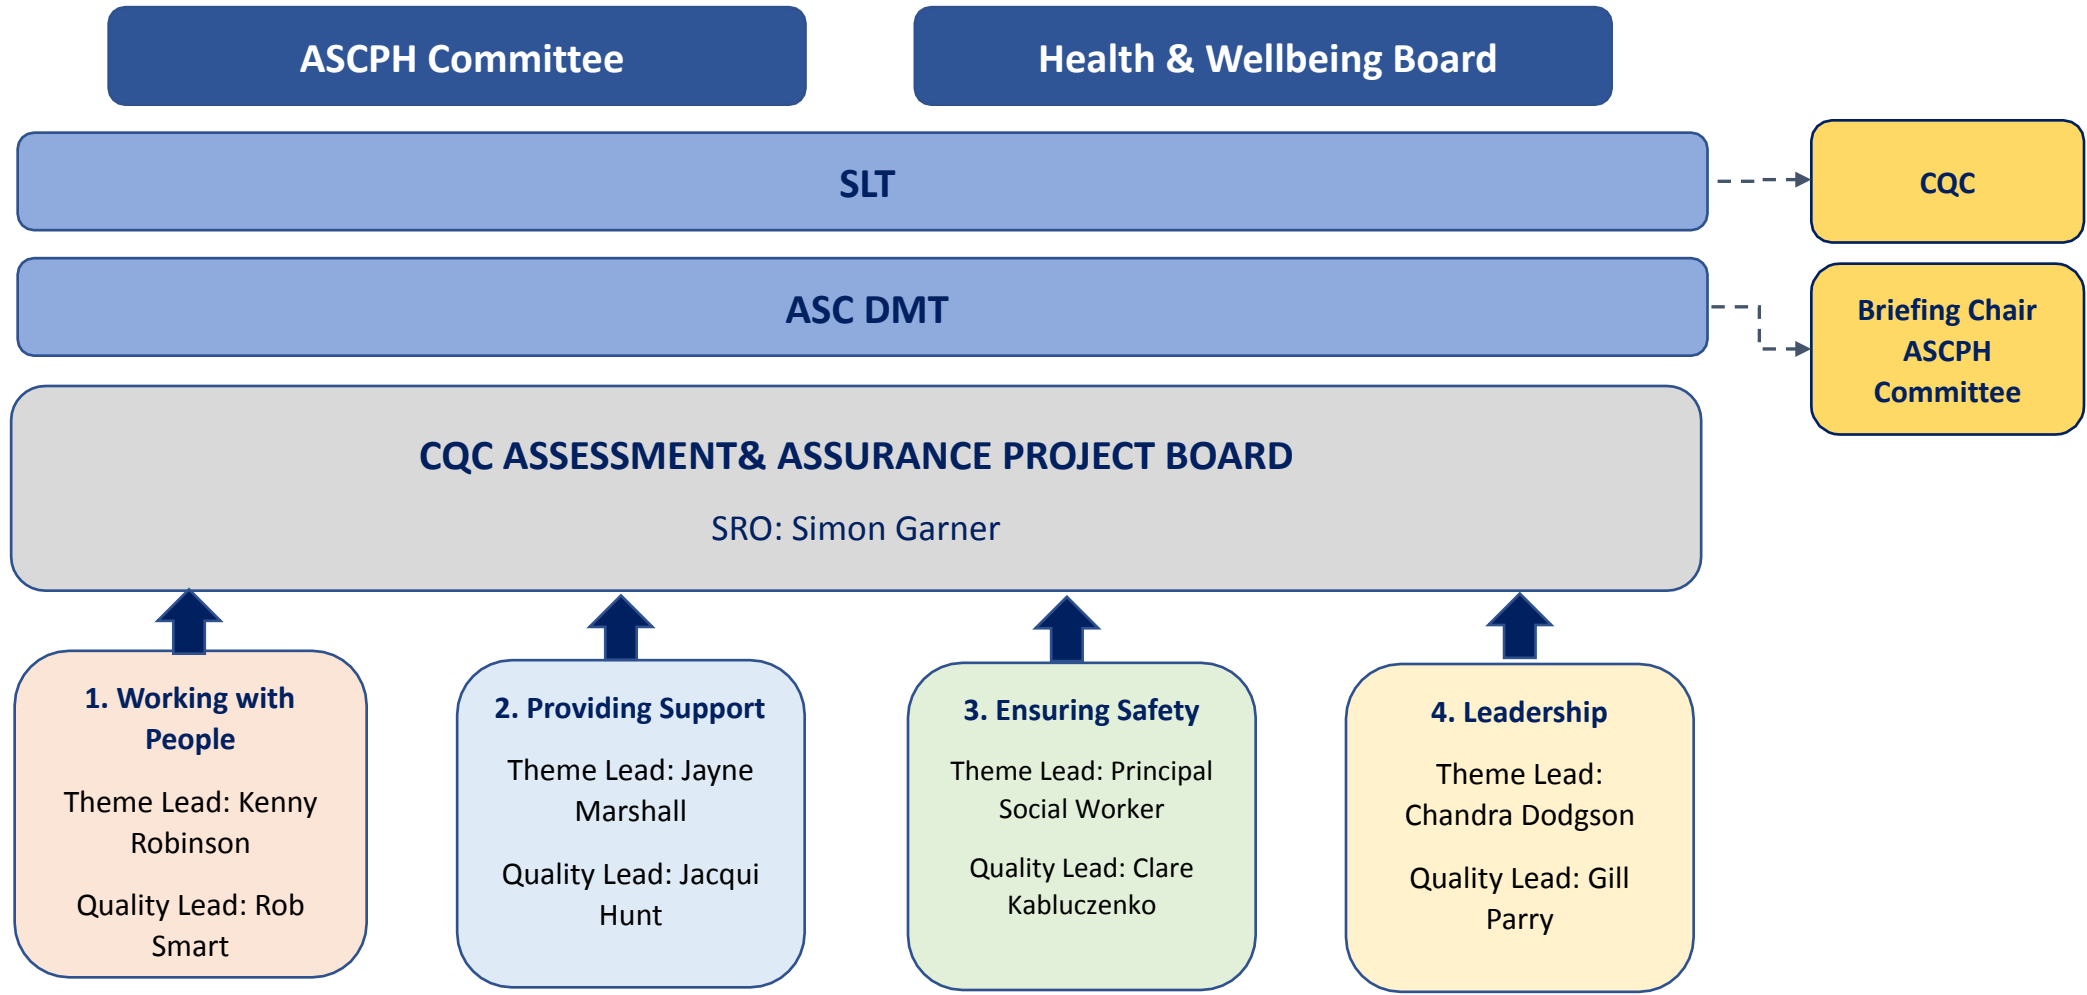 ASCPH Committee
Health & Wellbeing Board
SLT
CQC
ASC DMT
Briefing Chair
ASCPH
Committee
CQC ASSESSMENT& ASSURANCE PROJECT BOARD
SRO: Simon Garner
1. Working with
People
Theme Lead: Kenny
Robinson
Quality Lead: Rob
Smart
2. Providing Support
Theme Lead: Jayne
Marshall
Quality Lead: Jacqui
Hunt
3. Ensuring Safety
Theme Lead: Principal
Social Worker
Quality Lead: Clare
Kabluczenko
4. Leadership
Theme Lead:
Chandra Dodgson
Quality Lead: Gill
Parry